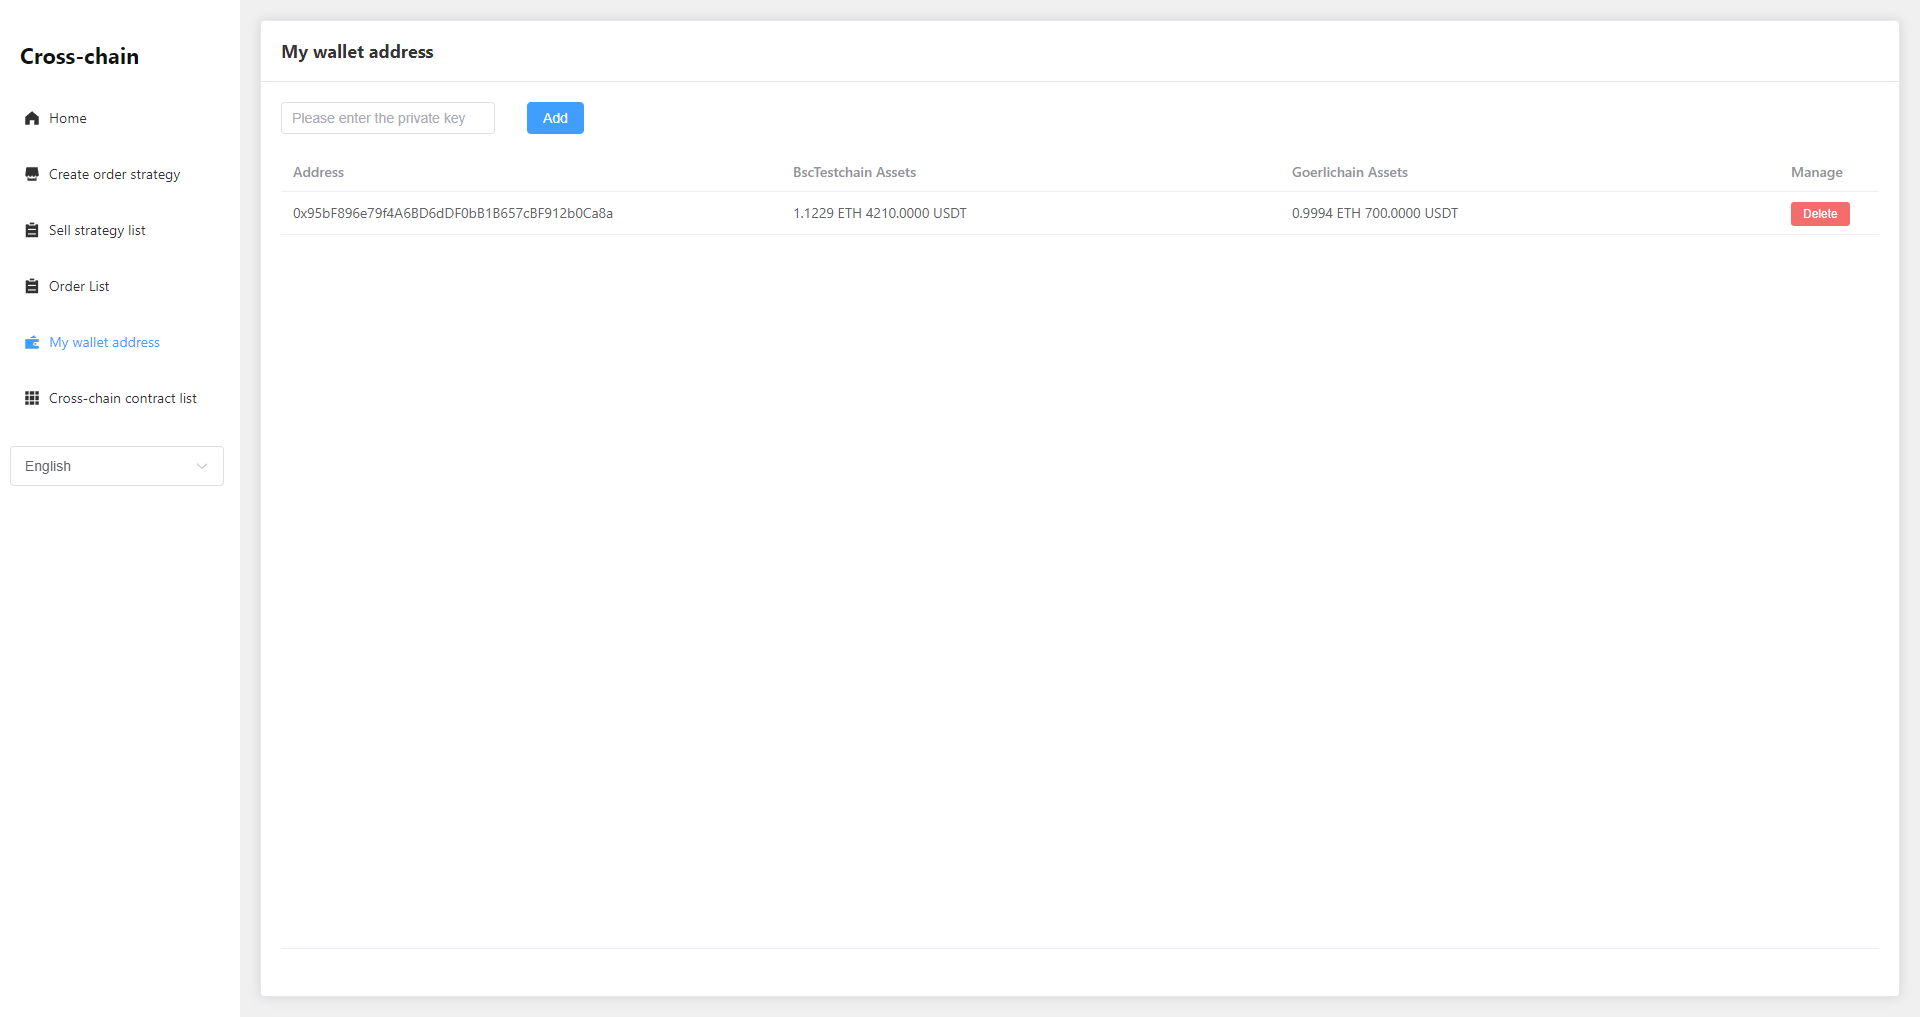 Cross-chain
Home
Create order strategy
Sell strategy list
Order List
My wallet address
Cross-chain contract list
English
My wallet address
Please enter the private key Add
Address BscTestchain Assets Goerlichain Assets Manage
0x95bF896e79f4A6BD6dDF0bB1B657cBF912b0Ca8a 1.1229 ETH 4210.0000 USDT 0.9994 ETH 700.0000 USDT Delete